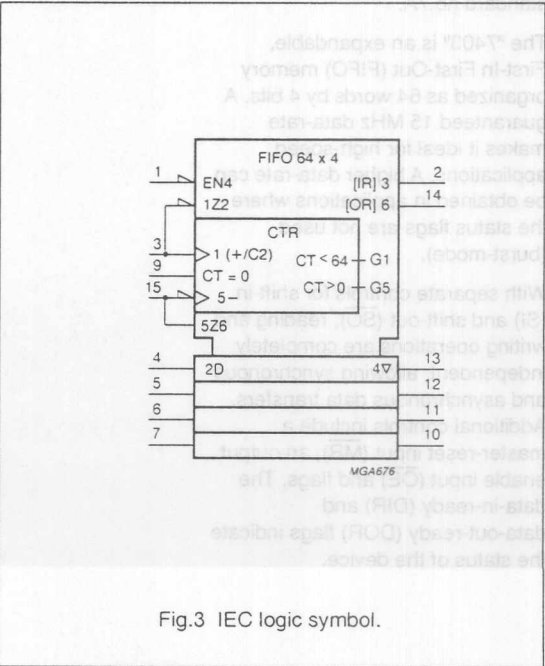 FIFO 64 x 4
1 EN4 [IR] 3 2
1Z2 [OR] 6 14
CTR
3 1 (+/C2) CT < 64 G1
9 CT = 0
15 5– CT > 0 G5
5Z6
4 2D 4▽ 13
5 12
6 11
7 10
MGA676
Fig.3 IEC logic symbol.
The "7403" is an expandable,
First-In First-Out (FIFO) memory
organized as 64 words by 4 bits. A
guaranteed 15 MHz data-rate
makes it ideal for high-speed
applications. A higher data-rate can
be obtained in applications where
the status flags are not used
(burst-mode).
With separate controls for shift-in
(SI) and shift-out (SO), reading and
writing operations are completely
independent, allowing synchronous
and asynchronous data transfers.
Additional controls include a
master-reset input (MR), an output
enable input (OE) and flags. The
data-in-ready (DIR) and
data-out-ready (DOR) flags indicate
the status of the device.